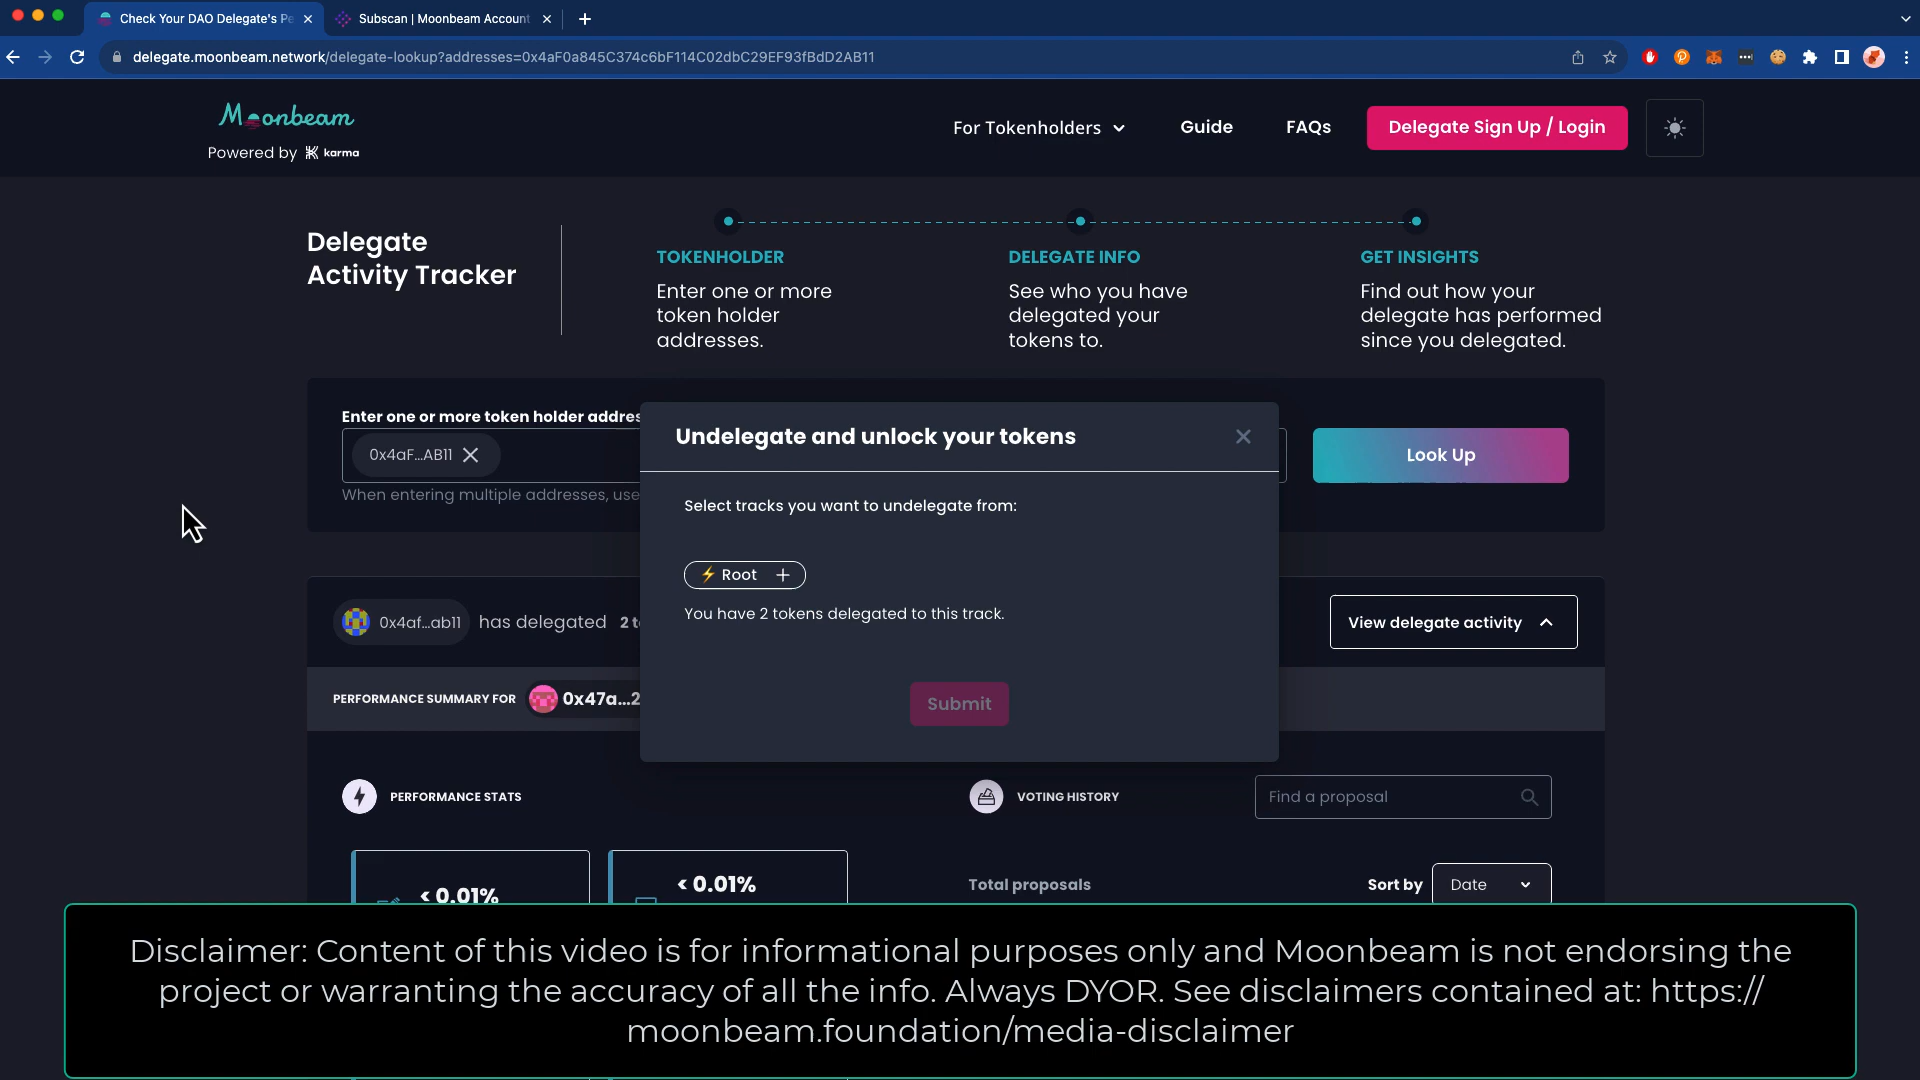 Check Your DAO Delegate's Pe
Subscan | Moonbeam Account
delegate.moonbeam.network/delegate-lookup?addresses=0x4aF0a845C374c6bF114C02dbC29EF93fBdD2AB11
Moonbeam
Powered by karma
For Tokenholders
Guide
FAQs
Delegate Sign Up / Login
Delegate
Activity Tracker
TOKENHOLDER
Enter one or more
token holder
addresses.
DELEGATE INFO
See who you have
delegated your
tokens to.
GET INSIGHTS
Find out how your
delegate has performed
since you delegated.
Enter one or more token holder addres
0x4aF...AB11
When entering multiple addresses, use
Look Up
Undelegate and unlock your tokens
Select tracks you want to undelegate from:
⚡ Root +
You have 2 tokens delegated to this track.
Submit
0x4af...ab11 has delegated 2 to
View delegate activity
PERFORMANCE SUMMARY FOR 0x47a...2
PERFORMANCE STATS
VOTING HISTORY
Find a proposal
< 0.01%
< 0.01%
Total proposals
Sort by
Date
Disclaimer: Content of this video is for informational purposes only and Moonbeam is not endorsing the
project or warranting the accuracy of all the info. Always DYOR. See disclaimers contained at: https://
moonbeam.foundation/media-disclaimer